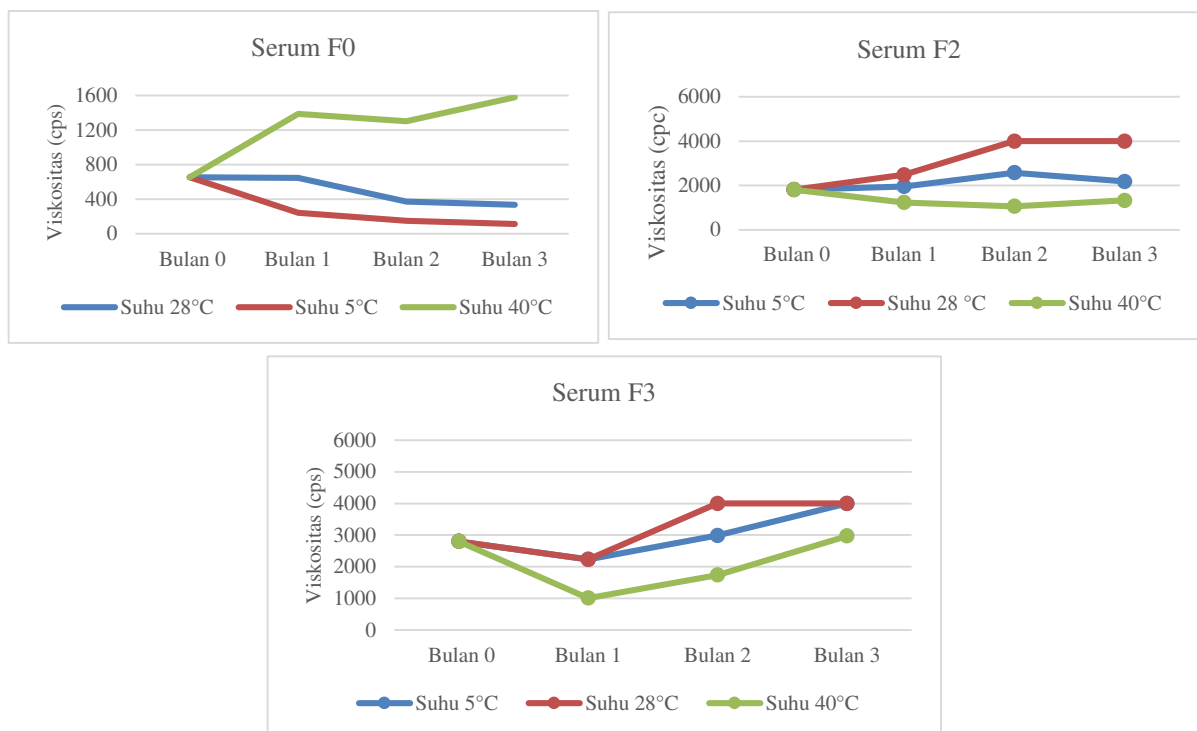 Serum F0
Viskositas (cps)
1600
1200
800
400
0
Bulan 0 Bulan 1 Bulan 2 Bulan 3
Suhu 28°C Suhu 5°C Suhu 40°C
Serum F2
Viskositas (cpc)
6000
4000
2000
0
Bulan 0 Bulan 1 Bulan 2 Bulan 3
Suhu 5°C Suhu 28 °C Suhu 40°C
Serum F3
Viskositas (cps)
6000
5000
4000
3000
2000
1000
0
Bulan 0 Bulan 1 Bulan 2 Bulan 3
Suhu 5°C Suhu 28°C Suhu 40°C